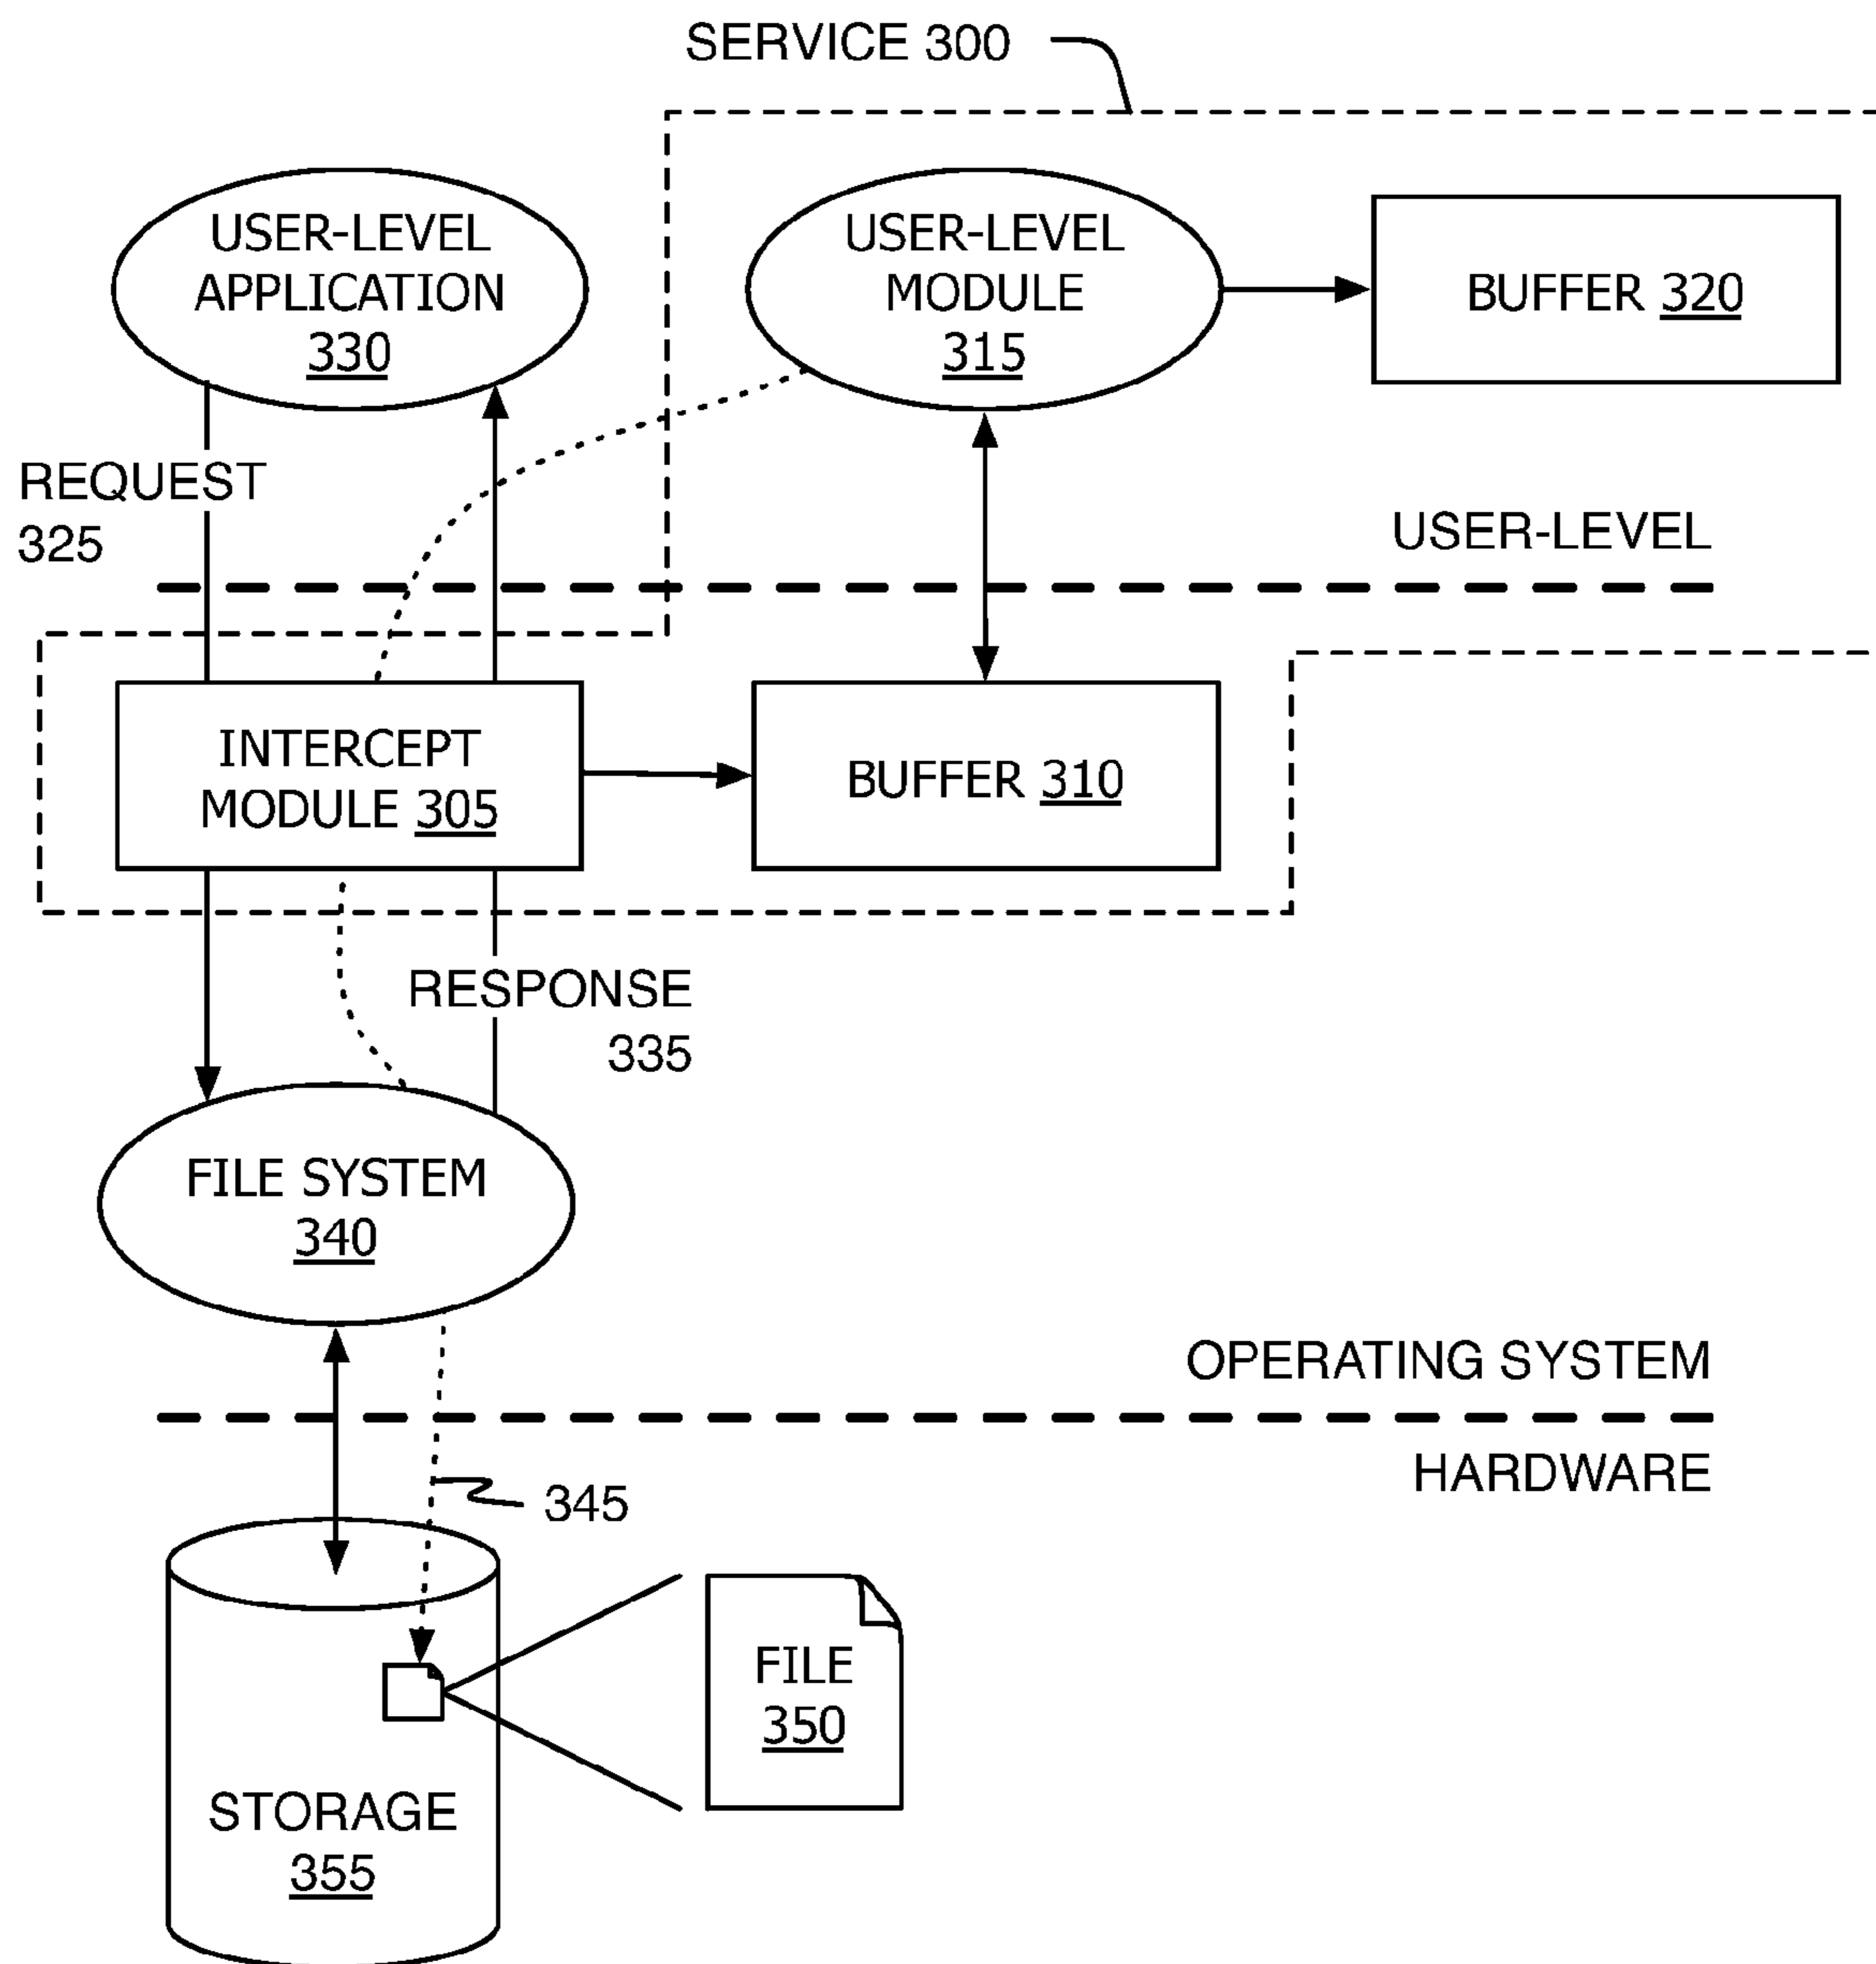 SERVICE 300
USER-LEVEL
APPLICATION
330
USER-LEVEL
MODULE
315
BUFFER 320
REQUEST
325
USER-LEVEL
INTERCEPT
MODULE 305
BUFFER 310
RESPONSE
335
FILE SYSTEM
340
OPERATING SYSTEM
HARDWARE
345
FILE
350
STORAGE
355